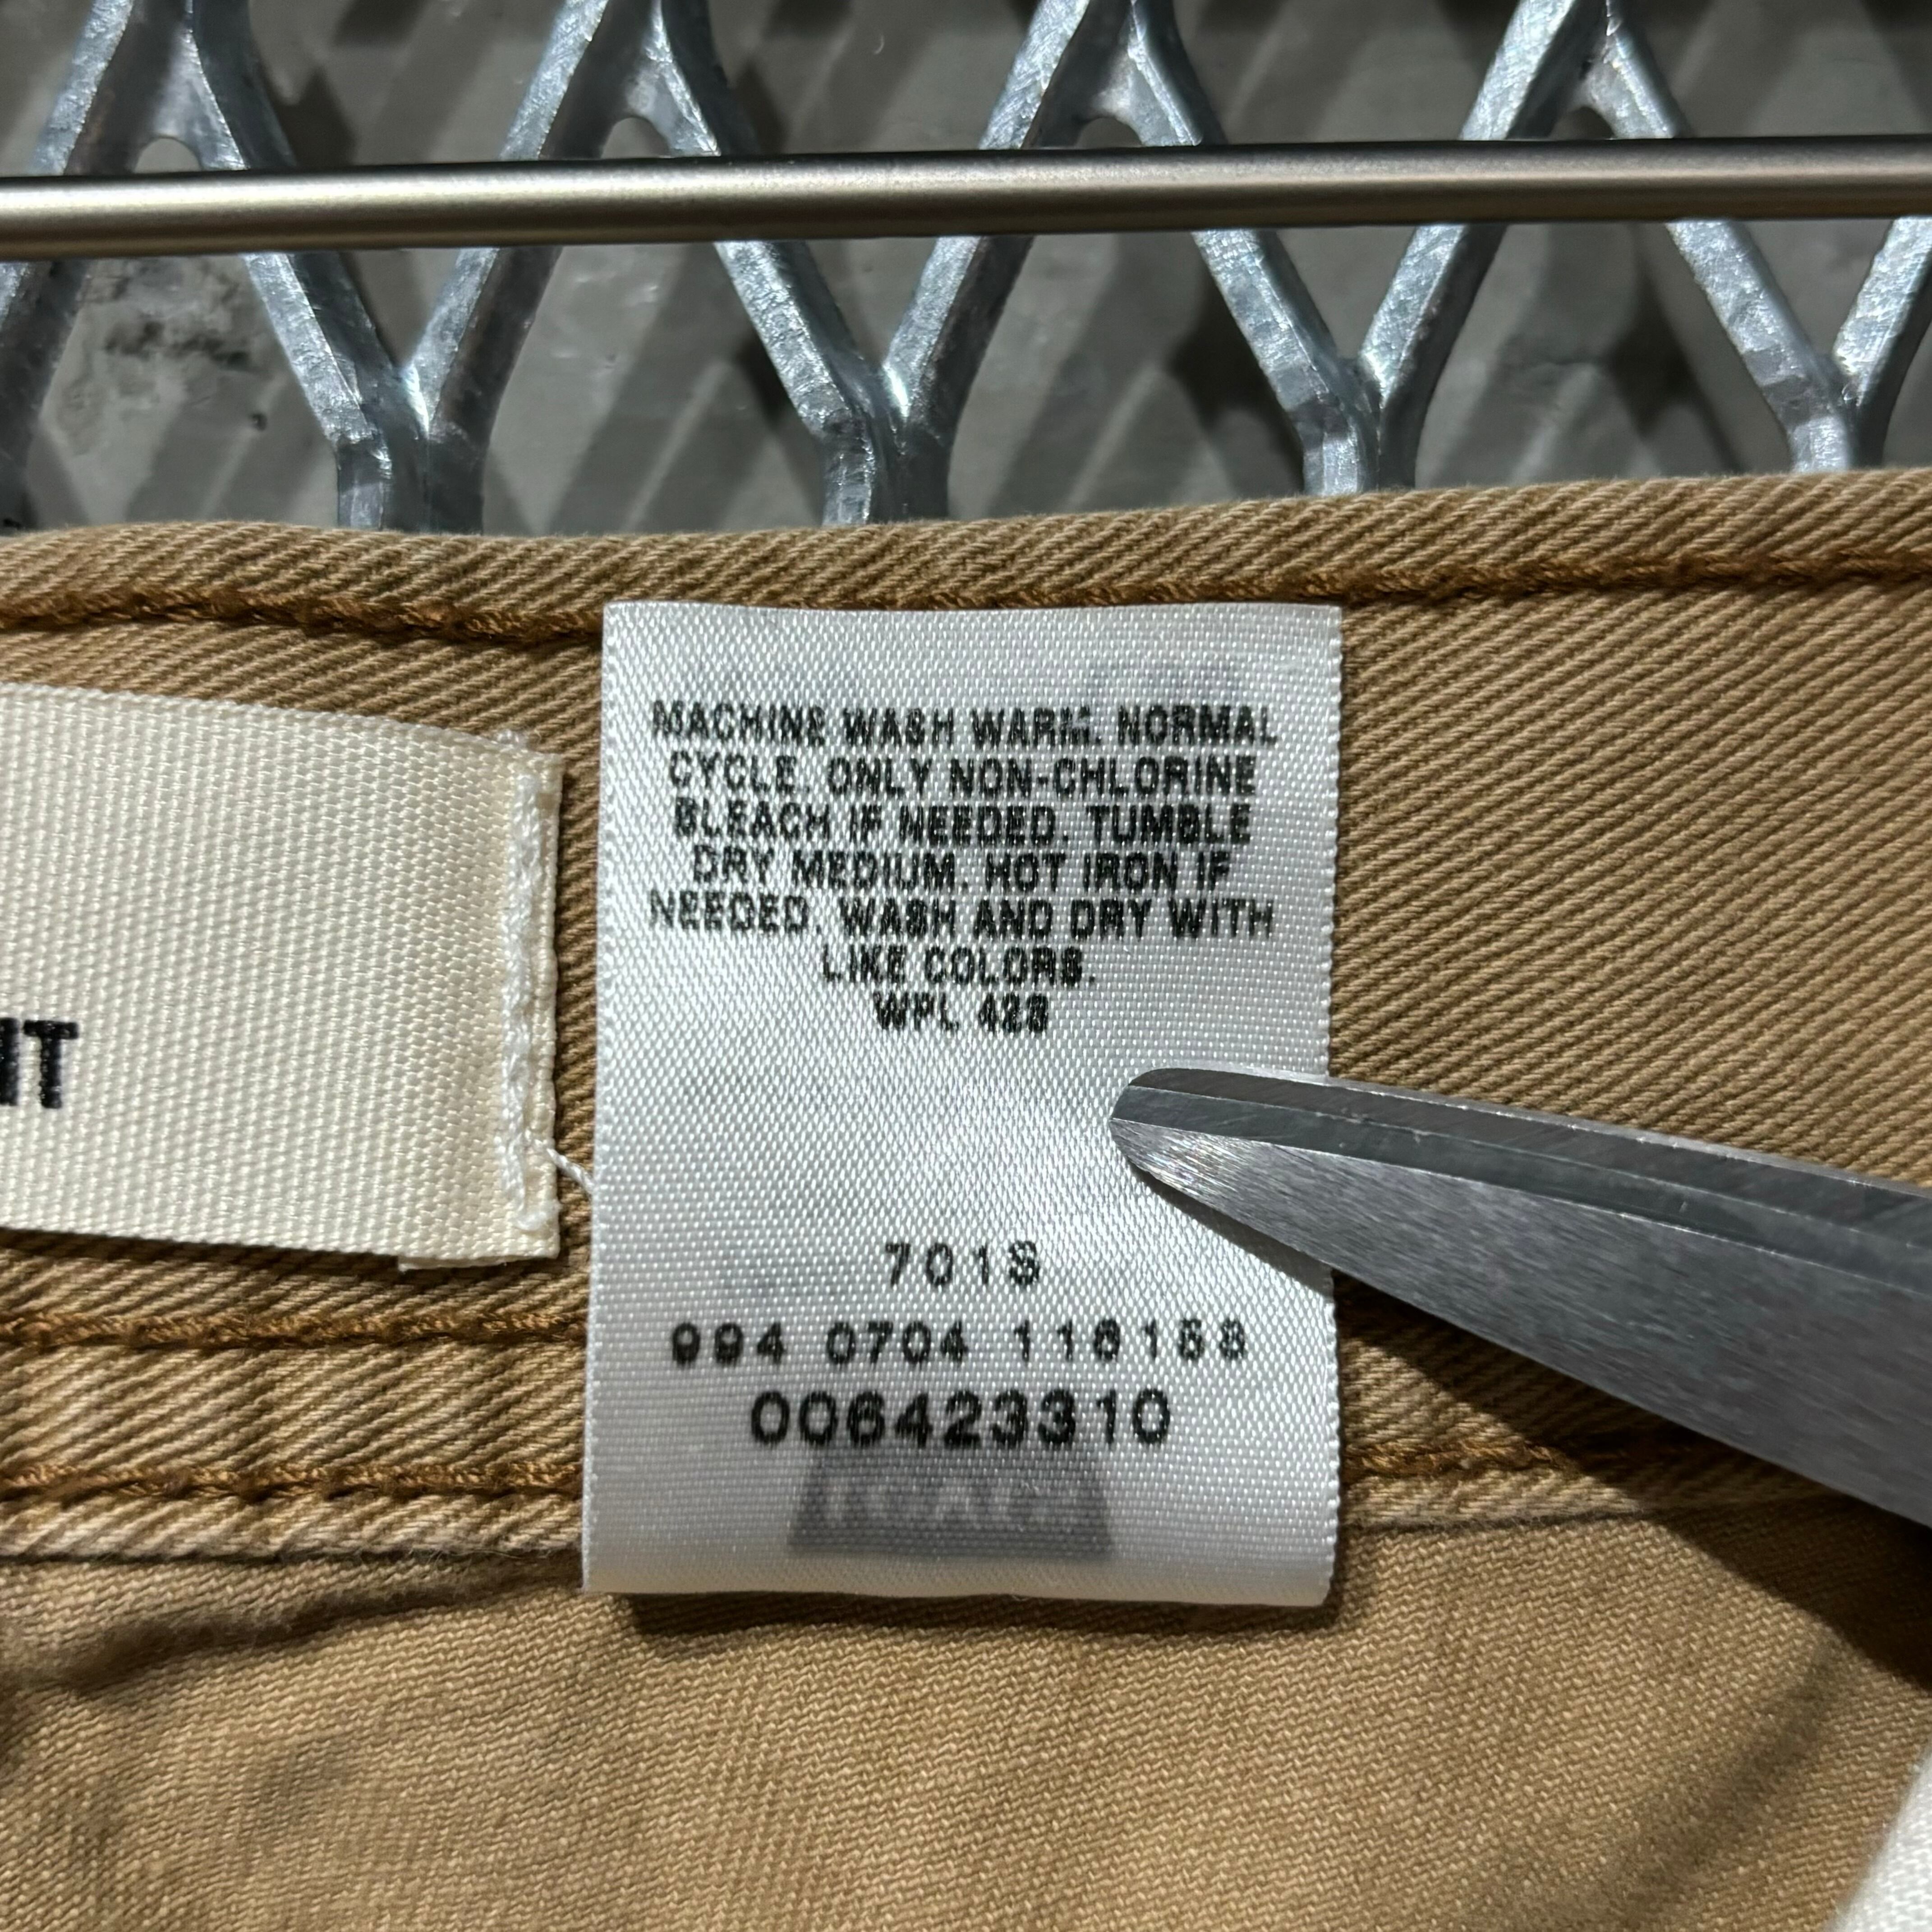 MACHINE WASH WARM. NORMAL
CYCLE. ONLY NON-CHLORINE
BLEACH IF NEEDED. TUMBLE
DRY MEDIUM. HOT IRON IF
NEEDED. WASH AND DRY WITH
LIKE COLORS.
WPL 423
701S
994 0704
006423310